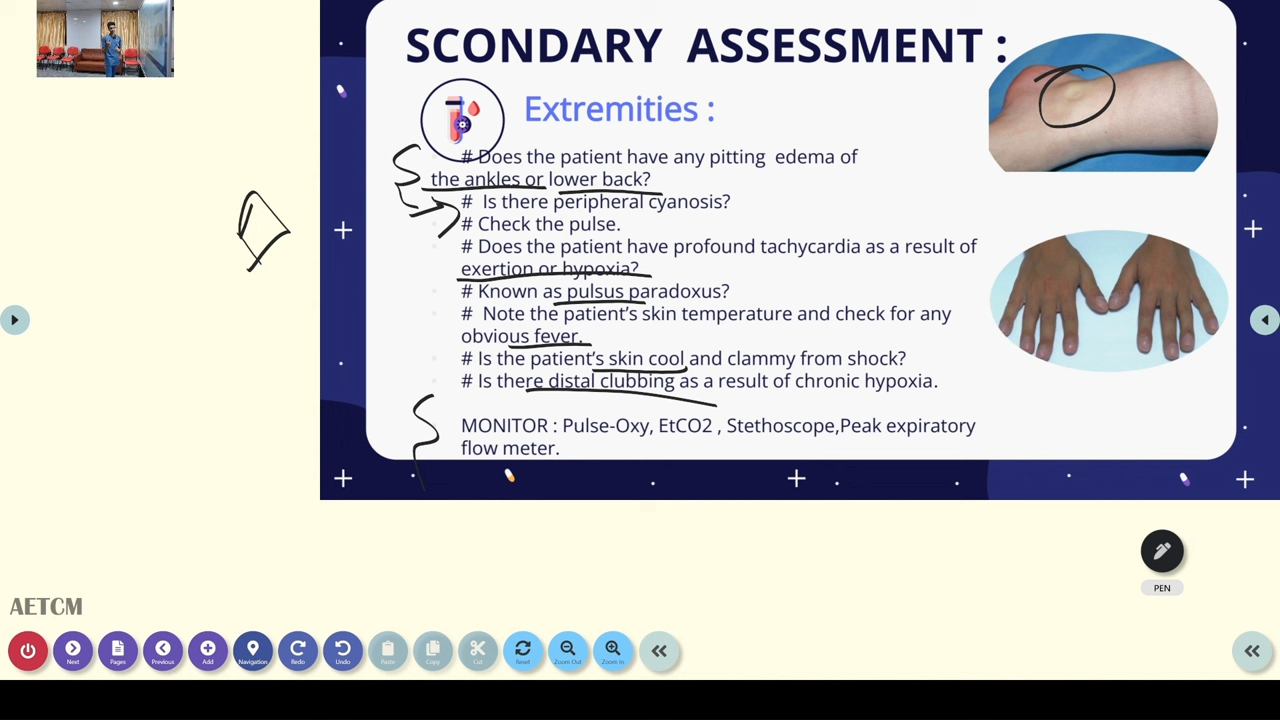 SCONDARY ASSESSMENT :
Extremities :
# Does the patient have any pitting edema of
the ankles or lower back?
# Is there peripheral cyanosis?
# Check the pulse.
# Does the patient have profound tachycardia as a result of
exertion or hypoxia?
# Known as pulsus paradoxus?
# Note the patient's skin temperature and check for any
obvious fever.
# Is the patient's skin cool and clammy from shock?
# Is there distal clubbing as a result of chronic hypoxia.
MONITOR : Pulse-Oxy, EtCO2 , Stethoscope,Peak expiratory
flow meter.
PEN
AETCM
Next Pages Previous Add Navigation Redo Undo Paste Copy Cut Reset Zoom Out Zoom In